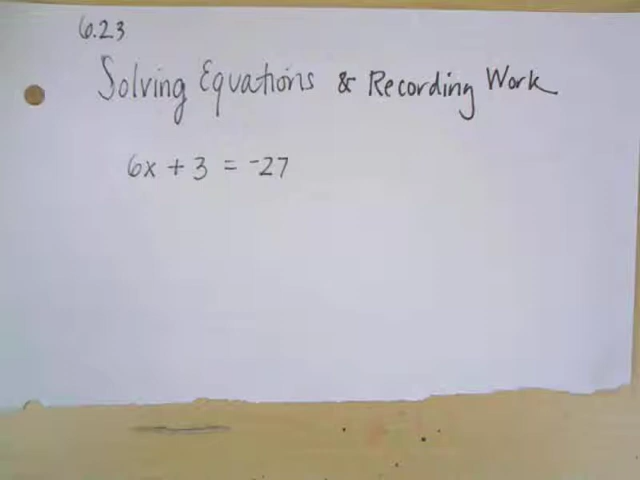 6.23
Solving Equations & Recording Work
6x + 3 = -27